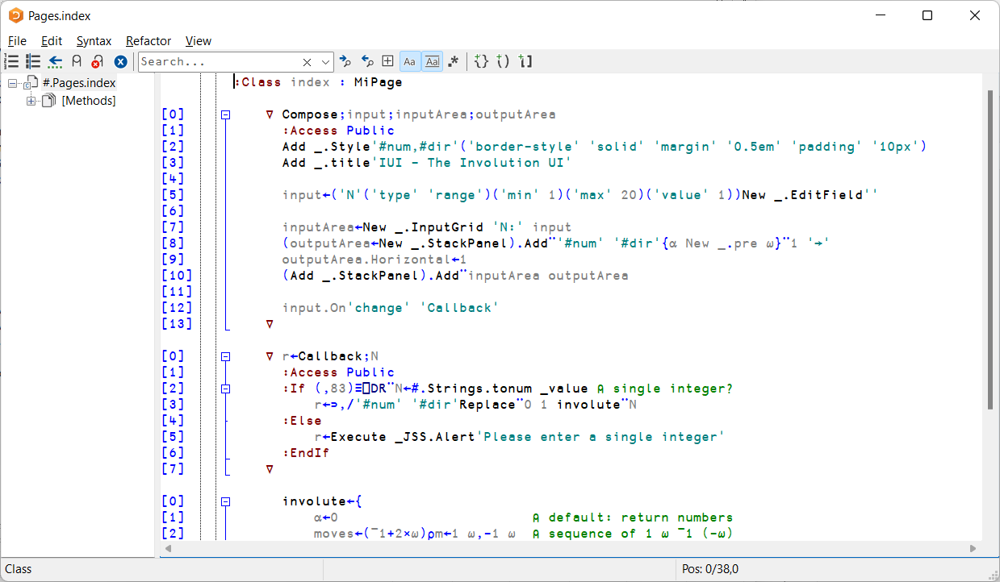 Pages.index
File Edit Syntax Refactor View
Search... Aa Aa .* {} () []
#.Pages.index
[Methods]
:Class index : MiPage
[0] ∇ Compose;input;inputArea;outputArea
[1] :Access Public
[2] Add _.Style'#num,#dir'('border-style' 'solid' 'margin' '0.5em' 'padding' '10px')
[3] Add _.title'IUI - The Involution UI'
[4]
[5] input←('N'('type' 'range')('min' 1)('max' 20)('value' 1))New _.EditField''
[6]
[7] inputArea←New _.InputGrid 'N:' input
[8] (outputArea←New _.StackPanel).Add¨'#num' '#dir'{⍺ New _.pre ⍵}¨1 '→'
[9] outputArea.Horizontal←1
[10] (Add _.StackPanel).Add¨inputArea outputArea
[11]
[12] input.On'change' 'Callback'
[13] ∇
[0] ∇ r←Callback;N
[1] :Access Public
[2] :If (,83)≡⎕DR¨N←#.Strings.tonum _value ⍝ single integer?
[3] r←⊃,/'#num' '#dir'Replace¨0 1 involute¨N
[4] :Else
[5] r←Execute _JSS.Alert'Please enter a single integer'
[6] :EndIf
[7] ∇
[0] involute←{
[1] ⍺←0 ⍝ default: return numbers
[2] moves←(¯1+2×⍵)⍴m←1 ⍵,-1 ⍵ ⍝ sequence of 1 ⍵ ¯1 (-⍵)
Class
Pos: 0/38,0